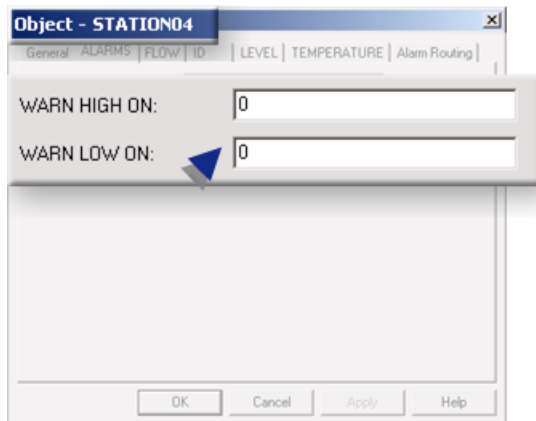 Object - STATION04
General ALARMS FLOW ID LEVEL TEMPERATURE Alarm Routing
WARN HIGH ON: 0
WARN LOW ON: 0
OK Cancel Apply Help